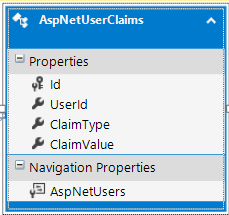 AspNetUserClaims
Properties
Id
UserId
ClaimType
ClaimValue
Navigation Properties
AspNetUsers